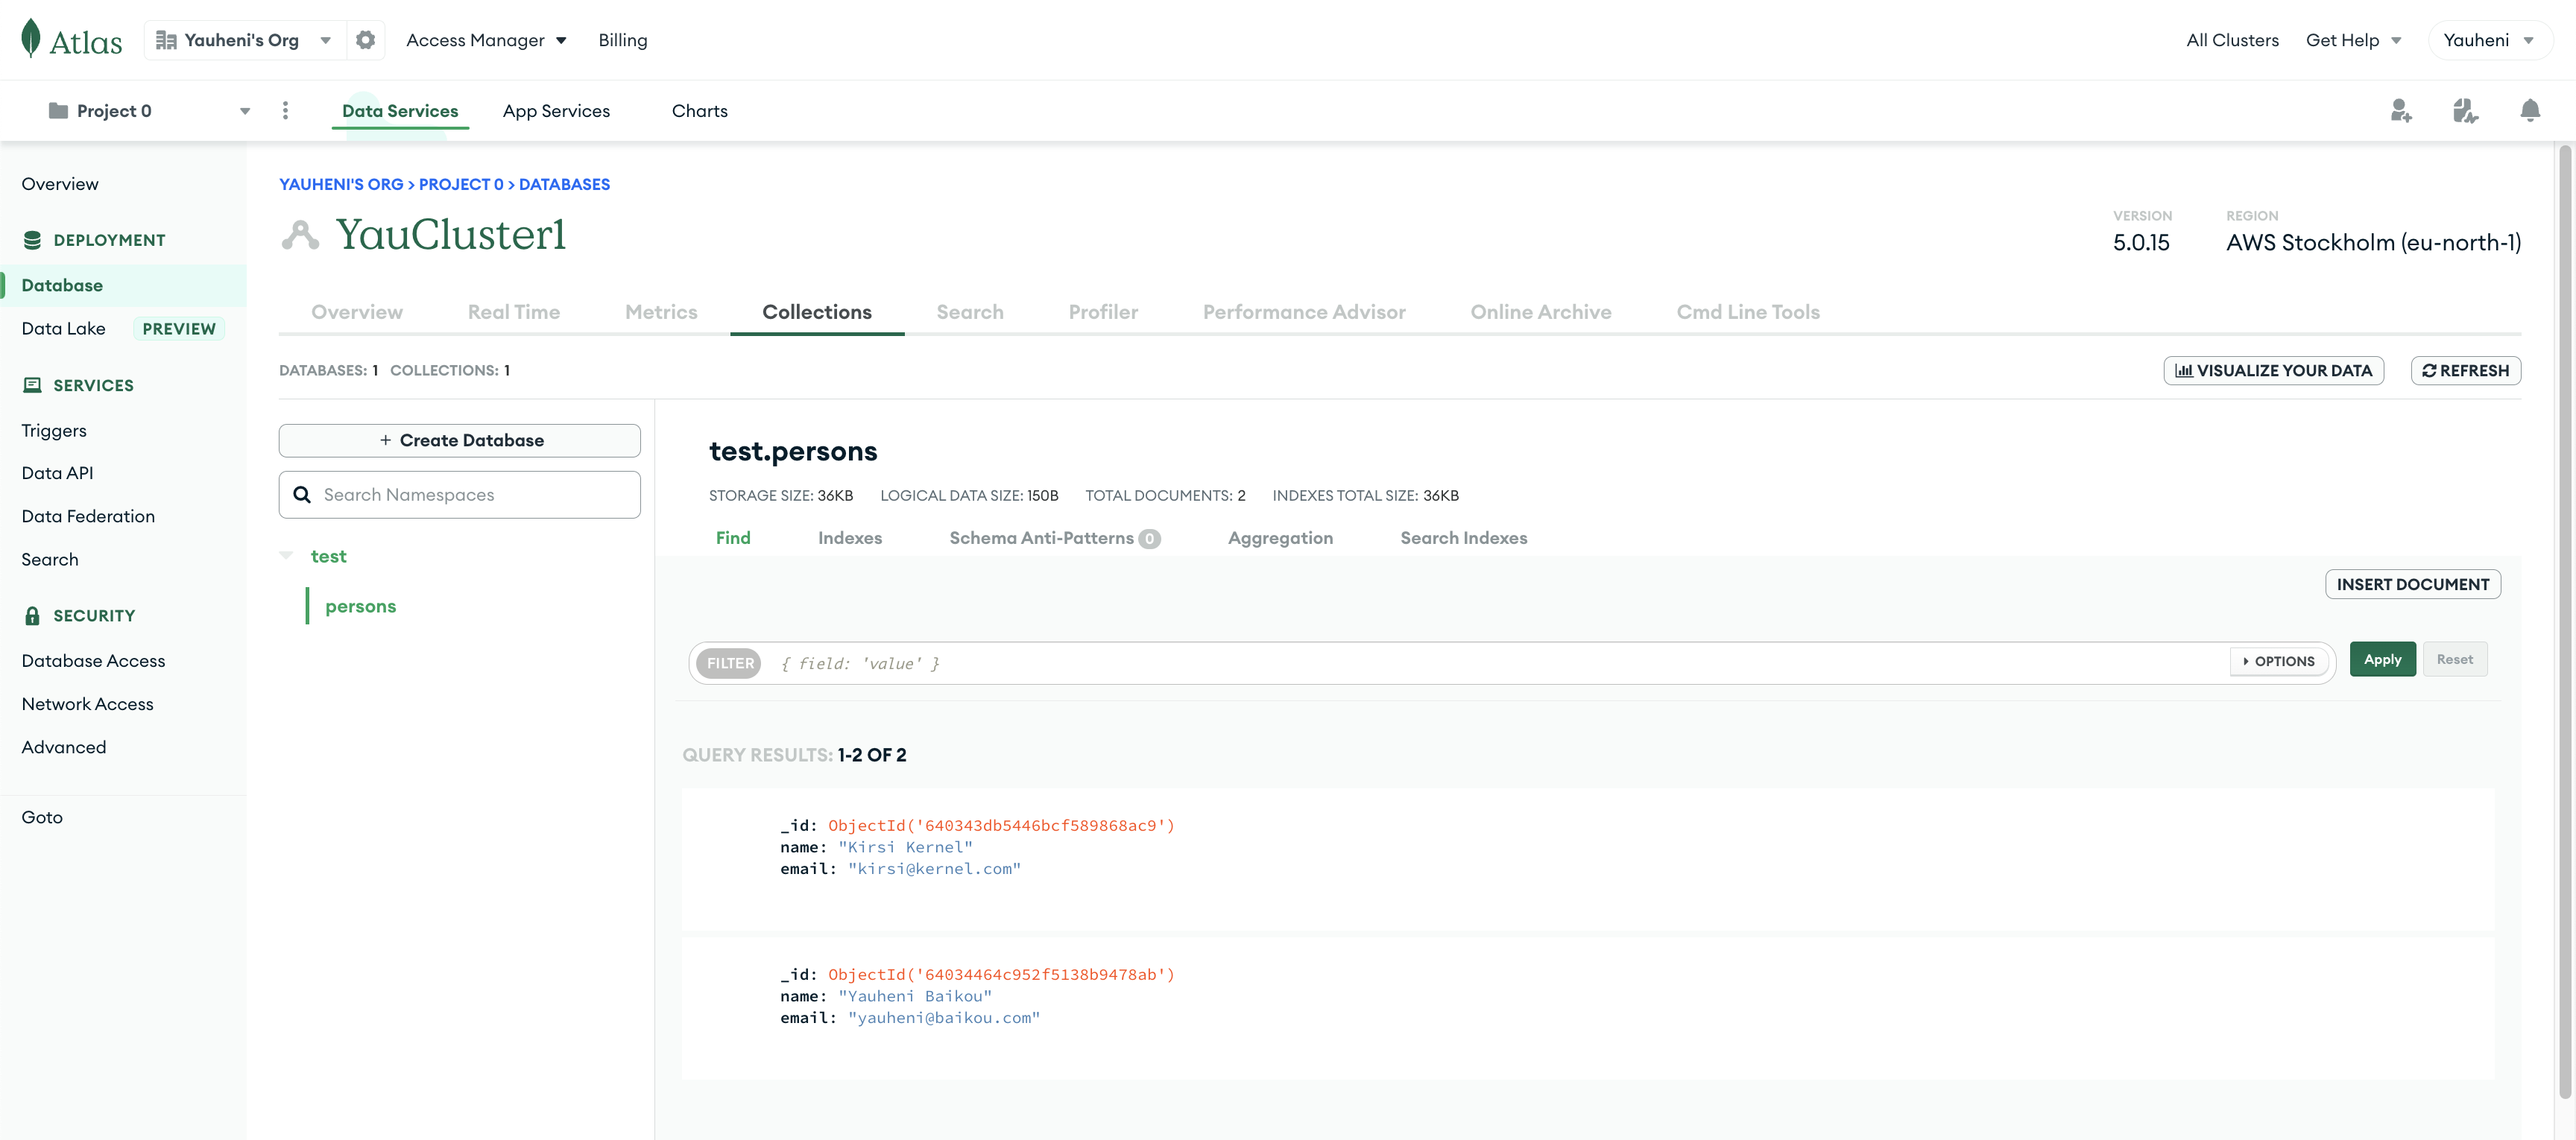 Atlas
Yauheni's Org
Access Manager
Billing
All Clusters
Get Help
Yauheni
Project 0
Data Services
App Services
Charts
Overview
DEPLOYMENT
Database
Data Lake PREVIEW
SERVICES
Triggers
Data API
Data Federation
Search
SECURITY
Database Access
Network Access
Advanced
Goto
YAUHENI'S ORG > PROJECT 0 > DATABASES
YauCluster1
VERSION
5.0.15
REGION
AWS Stockholm (eu-north-1)
Overview
Real Time
Metrics
Collections
Search
Profiler
Performance Advisor
Online Archive
Cmd Line Tools
DATABASES: 1 COLLECTIONS: 1
VISUALIZE YOUR DATA
REFRESH
+ Create Database
Search Namespaces
test
persons
test.persons
STORAGE SIZE: 36KB LOGICAL DATA SIZE: 150B TOTAL DOCUMENTS: 2 INDEXES TOTAL SIZE: 36KB
Find
Indexes
Schema Anti-Patterns 0
Aggregation
Search Indexes
INSERT DOCUMENT
FILTER { field: 'value' }
OPTIONS
Apply
Reset
QUERY RESULTS: 1-2 OF 2
_id: ObjectId('640343db5446bcf589868ac9')
name: "Kirsi Kernel"
email: "kirsi@kernel.com"
_id: ObjectId('64034464c952f5138b9478ab')
name: "Yauheni Baikou"
email: "yauheni@baikou.com"